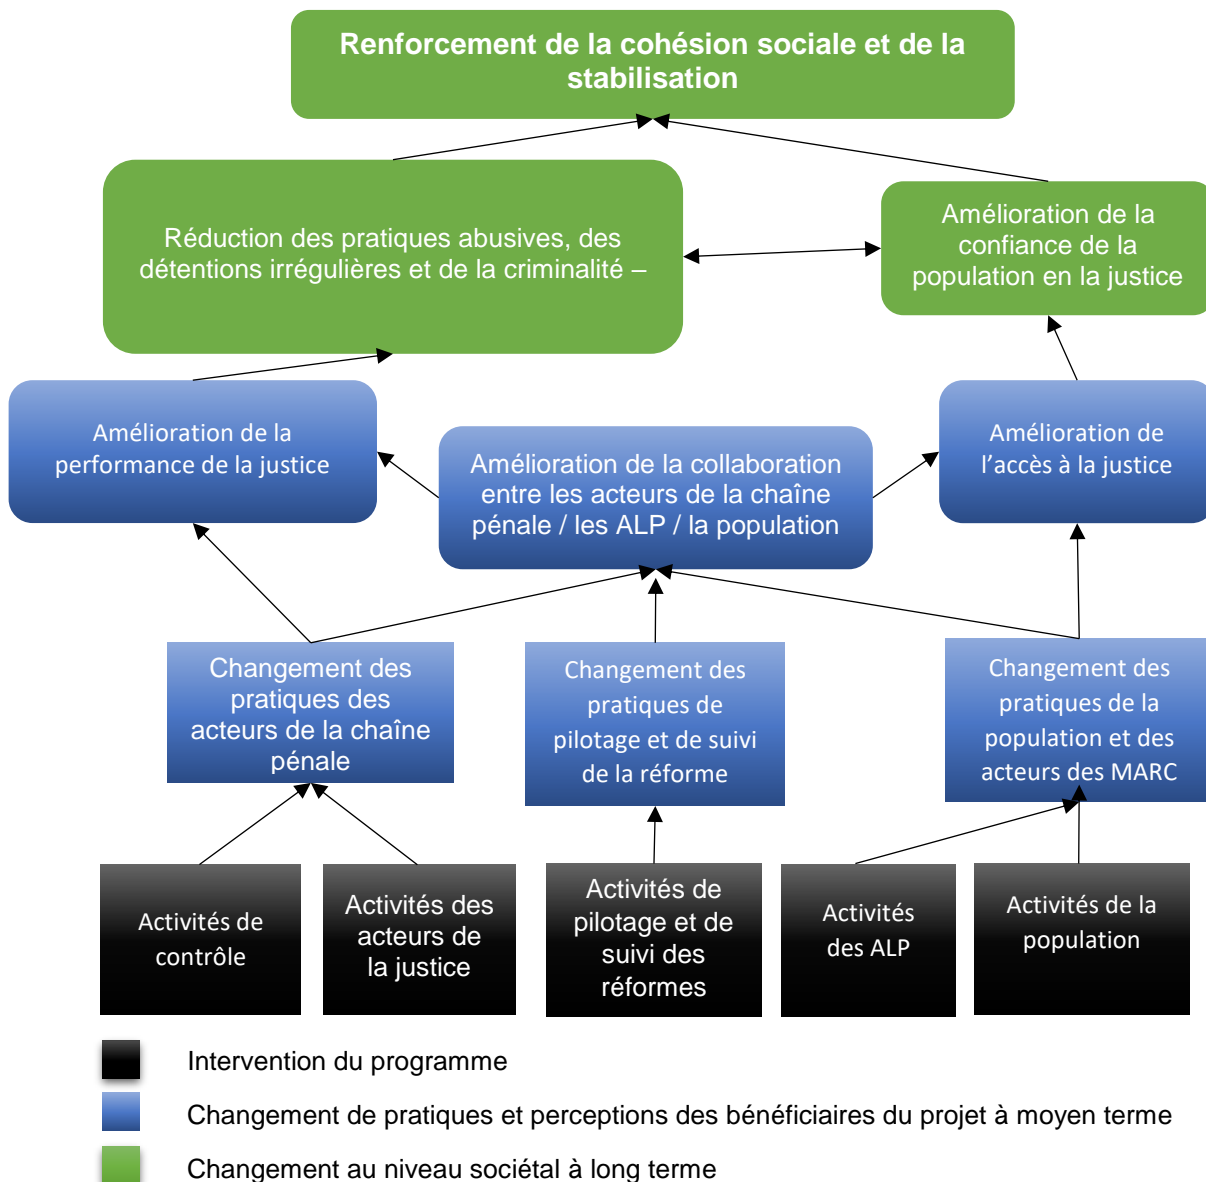 Renforcement de la cohésion sociale et de la
stabilisation
Réduction des pratiques abusives, des
détentions irrégulières et de la criminalité –
Amélioration de la
confiance de la
population en la justice
Amélioration de la
performance de la justice
Amélioration de la collaboration
entre les acteurs de la chaîne
pénale / les ALP / la population
Amélioration de
l’accès à la justice
Changement des
pratiques des
acteurs de la chaîne
pénale
Changement des
pratiques de
pilotage et de suivi
de la réforme
Changement des
pratiques de la
population et des
acteurs des MARC
Activités de
contrôle
Activités des
acteurs de
la justice
Activités de
pilotage et de
suivi des
réformes
Activités
des ALP
Activités de la
population
Intervention du programme
Changement de pratiques et perceptions des bénéficiaires du projet à moyen terme
Changement au niveau sociétal à long terme